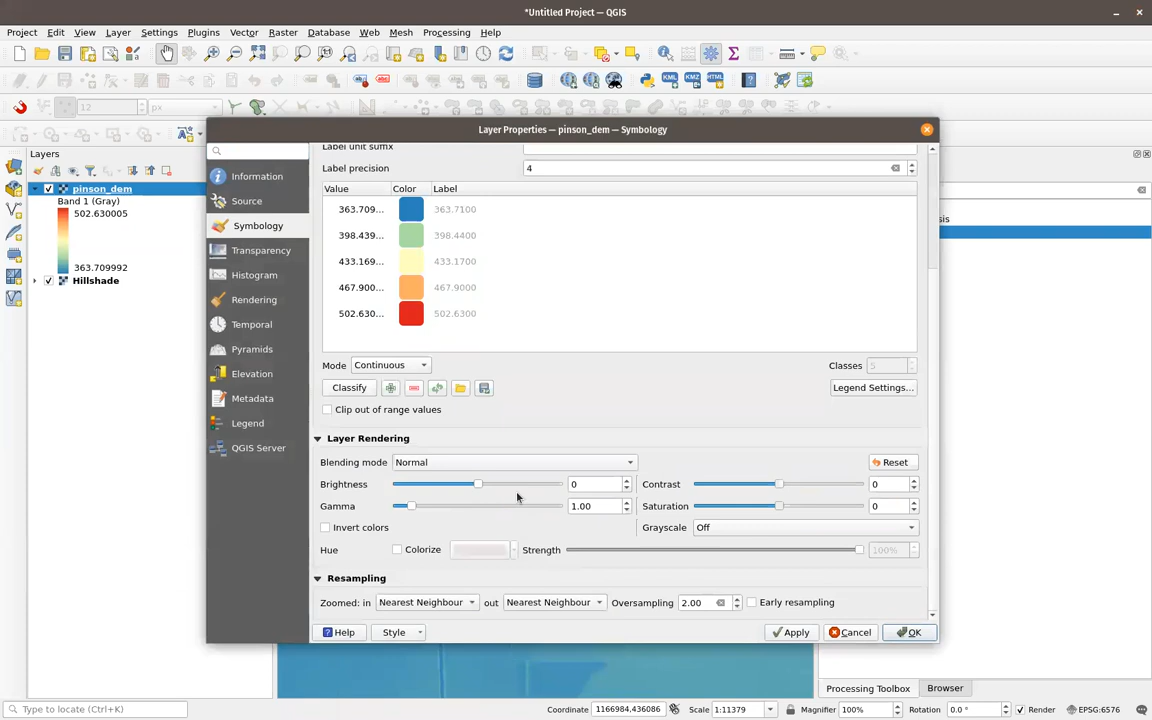 *Untitled Project — QGIS
Project Edit View Layer Settings Plugins Vector Raster Database Web Mesh Processing Help
12 px
Layers
pinson_dem
Band 1 (Gray)
502.630005
363.709992
Hillshade
Layer Properties — pinson_dem — Symbology
Information
Source
Symbology
Transparency
Histogram
Rendering
Temporal
Pyramids
Elevation
Metadata
Legend
QGIS Server
Label unit suffix
Label precision 4
Value Color Label
363.709... 363.7100
398.439... 398.4400
433.169... 433.1700
467.900... 467.9000
502.630... 502.6300
Mode Continuous Classes 5
Classify Legend Settings...
Clip out of range values
Layer Rendering
Blending mode Normal Reset
Brightness 0 Contrast 0
Gamma 1.00 Saturation 0
Invert colors Grayscale Off
Hue Colorize Strength 100%
Resampling
Zoomed: in Nearest Neighbour out Nearest Neighbour Oversampling 2.00 Early resampling
Help Style Apply Cancel OK
sis
Processing Toolbox Browser
Type to locate (Ctrl+K) Coordinate 1166984,436086 Scale 1:11379 Magnifier 100% Rotation 0.0 ° Render EPSG:6576